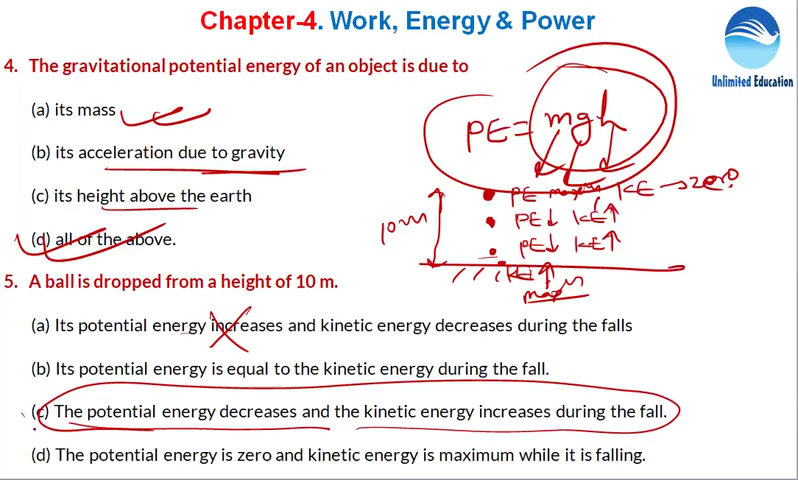 Chapter-4. Work, Energy & Power
Unlimited Education
4. The gravitational potential energy of an object is due to
(a) its mass
(b) its acceleration due to gravity
(c) its height above the earth
(d) all of the above.
PE = mgh
PE max KE → zero
10m
PE↓ KE↑
PE↓ KE↑
KE↑
max
5. A ball is dropped from a height of 10 m.
(a) Its potential energy increases and kinetic energy decreases during the falls
(b) Its potential energy is equal to the kinetic energy during the fall.
(c) The potential energy decreases and the kinetic energy increases during the fall.
(d) The potential energy is zero and kinetic energy is maximum while it is falling.